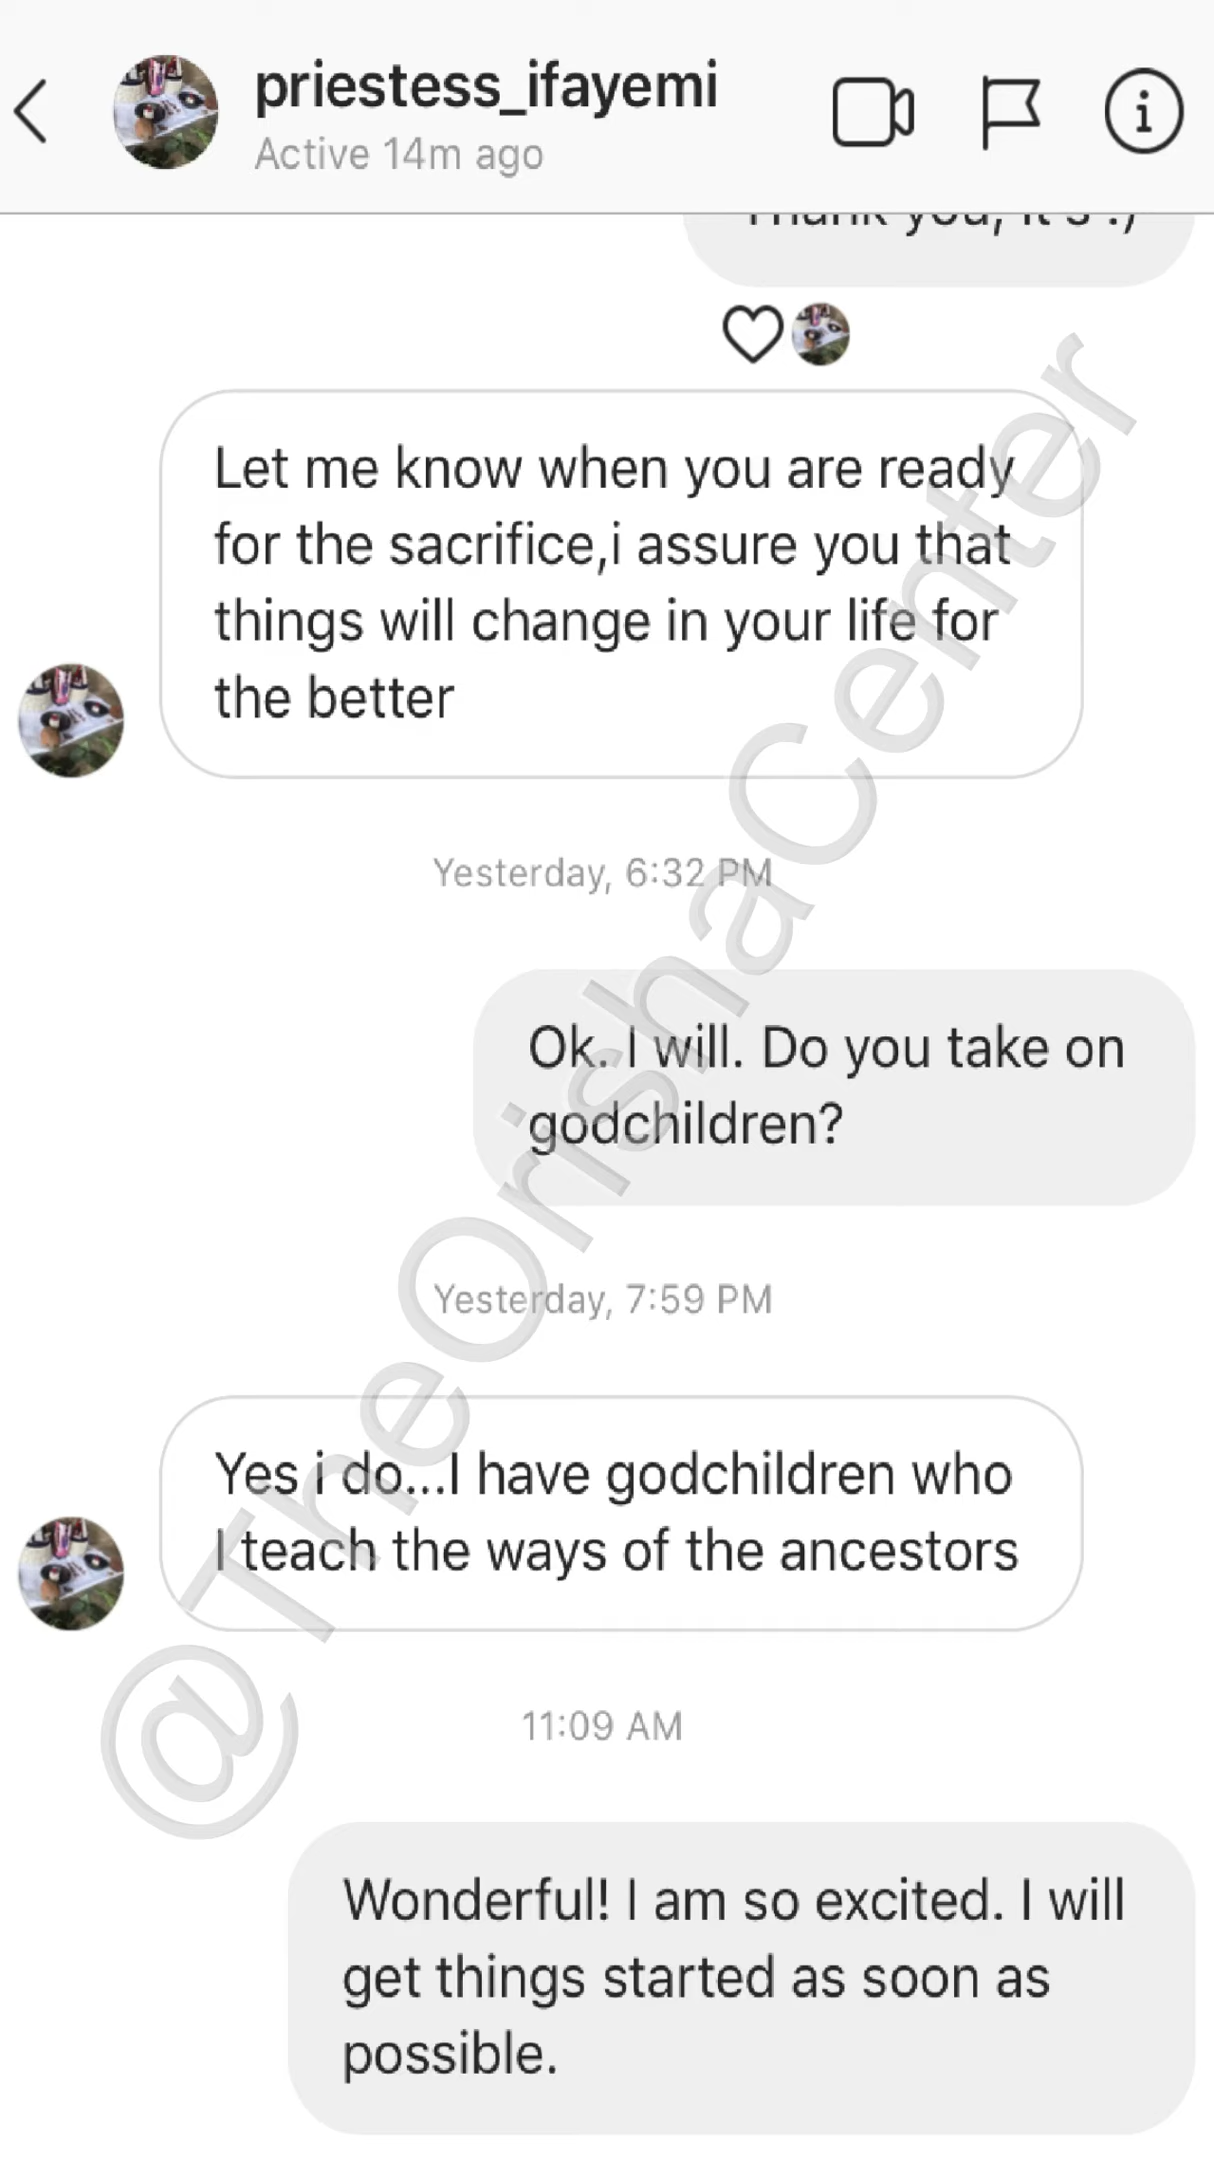 priestess_ifayemi
Active 14m ago
Thank you, it's :)
Let me know when you are ready
for the sacrifice,i assure you that
things will change in your life for
the better
Yesterday, 6:32 PM
Ok. I will. Do you take on
godchildren?
Yesterday, 7:59 PM
Yes i do...I have godchildren who
I teach the ways of the ancestors
11:09 AM
Wonderful! I am so excited. I will
get things started as soon as
possible.
@TheOrishaCenter